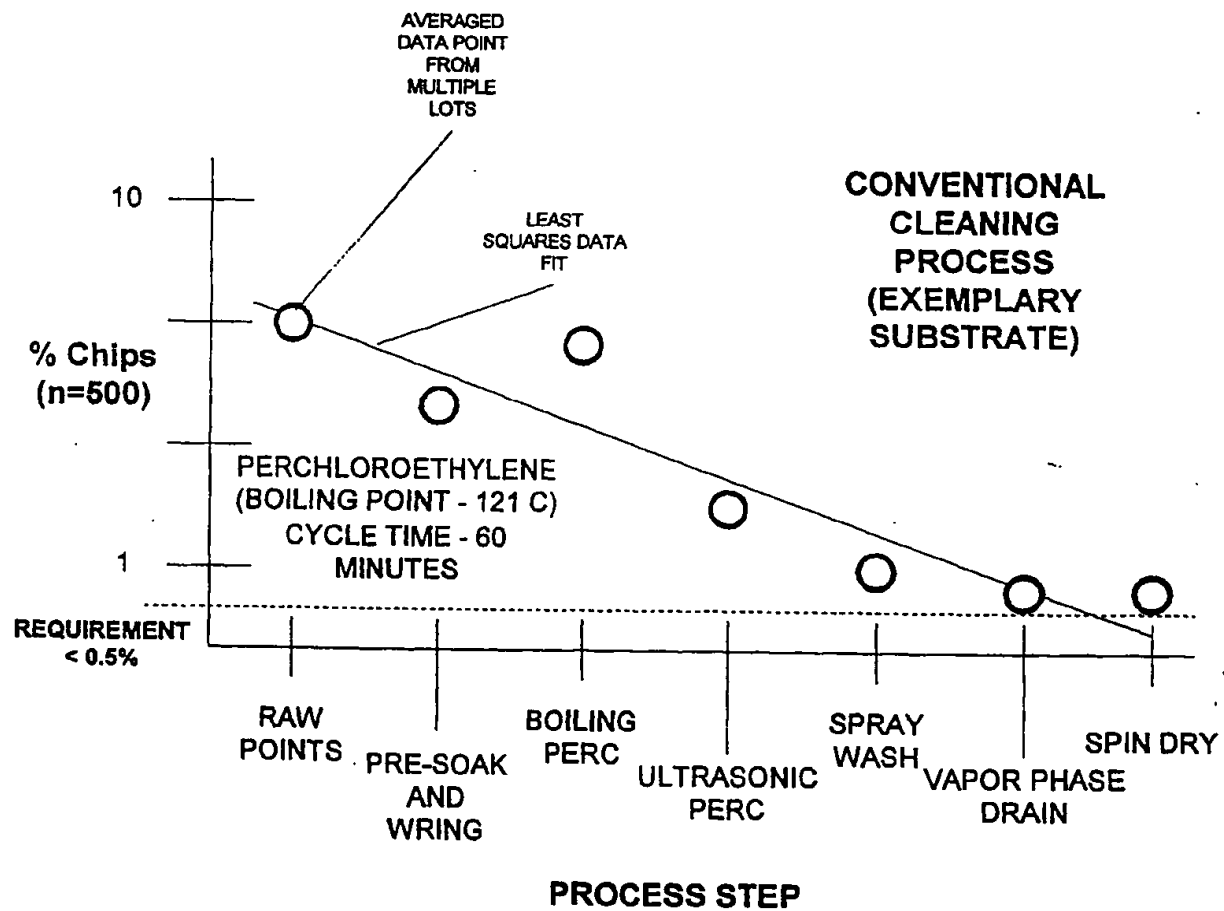 AVERAGED
DATA POINT
FROM
MULTIPLE
LOTS
CONVENTIONAL
CLEANING
PROCESS
(EXEMPLARY
SUBSTRATE)
10
LEAST
SQUARES DATA
FIT
% Chips
(n=500)
PERCHLOROETHYLENE
(BOILING POINT - 121 C)
CYCLE TIME - 60
MINUTES
1
REQUIREMENT
< 0.5%
RAW
POINTS
PRE-SOAK
AND
WRING
BOILING
PERC
ULTRASONIC
PERC
SPRAY
WASH
VAPOR PHASE
DRAIN
SPIN DRY
PROCESS STEP